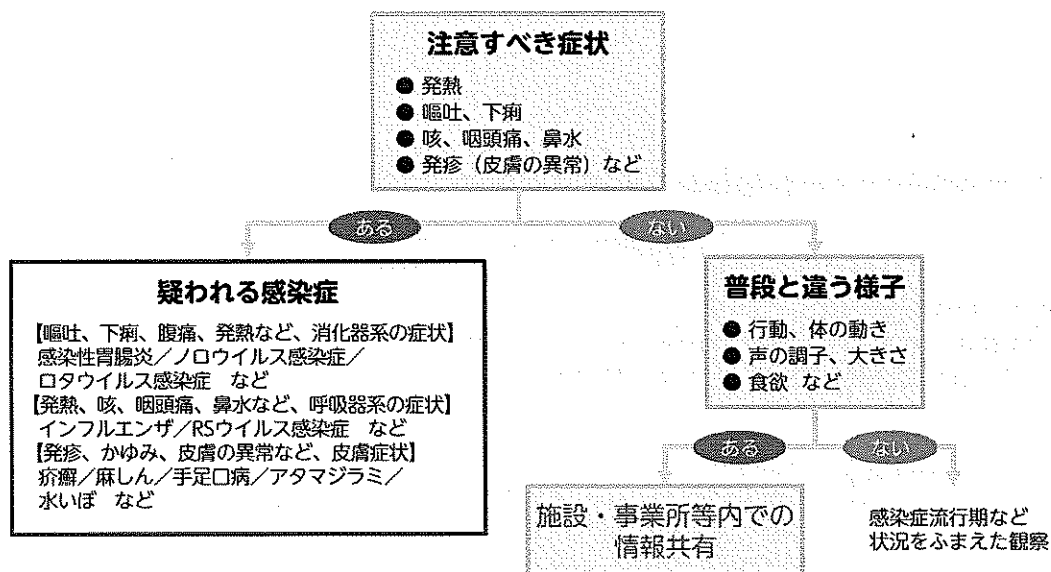 注意すべき症状
● 発熱
● 嘔吐、下痢
● 咳、咽頭痛、鼻水
● 発疹（皮膚の異常）など
ある
ない
疑われる感染症
【嘔吐、下痢、腹痛、発熱など、消化器系の症状】
感染性胃腸炎／ノロウイルス感染症／
ロタウイルス感染症　など
【発熱、咳、咽頭痛、鼻水など、呼吸器系の症状】
インフルエンザ／RSウイルス感染症　など
【発疹、かゆみ、皮膚の異常など、皮膚症状】
疥癬／麻しん／手足口病／アタマジラミ／
水いぼ　など
普段と違う様子
● 行動、体の動き
● 声の調子、大きさ
● 食欲 など
ある
ない
施設・事業所等内での
情報共有
感染症流行期など
状況をふまえた観察